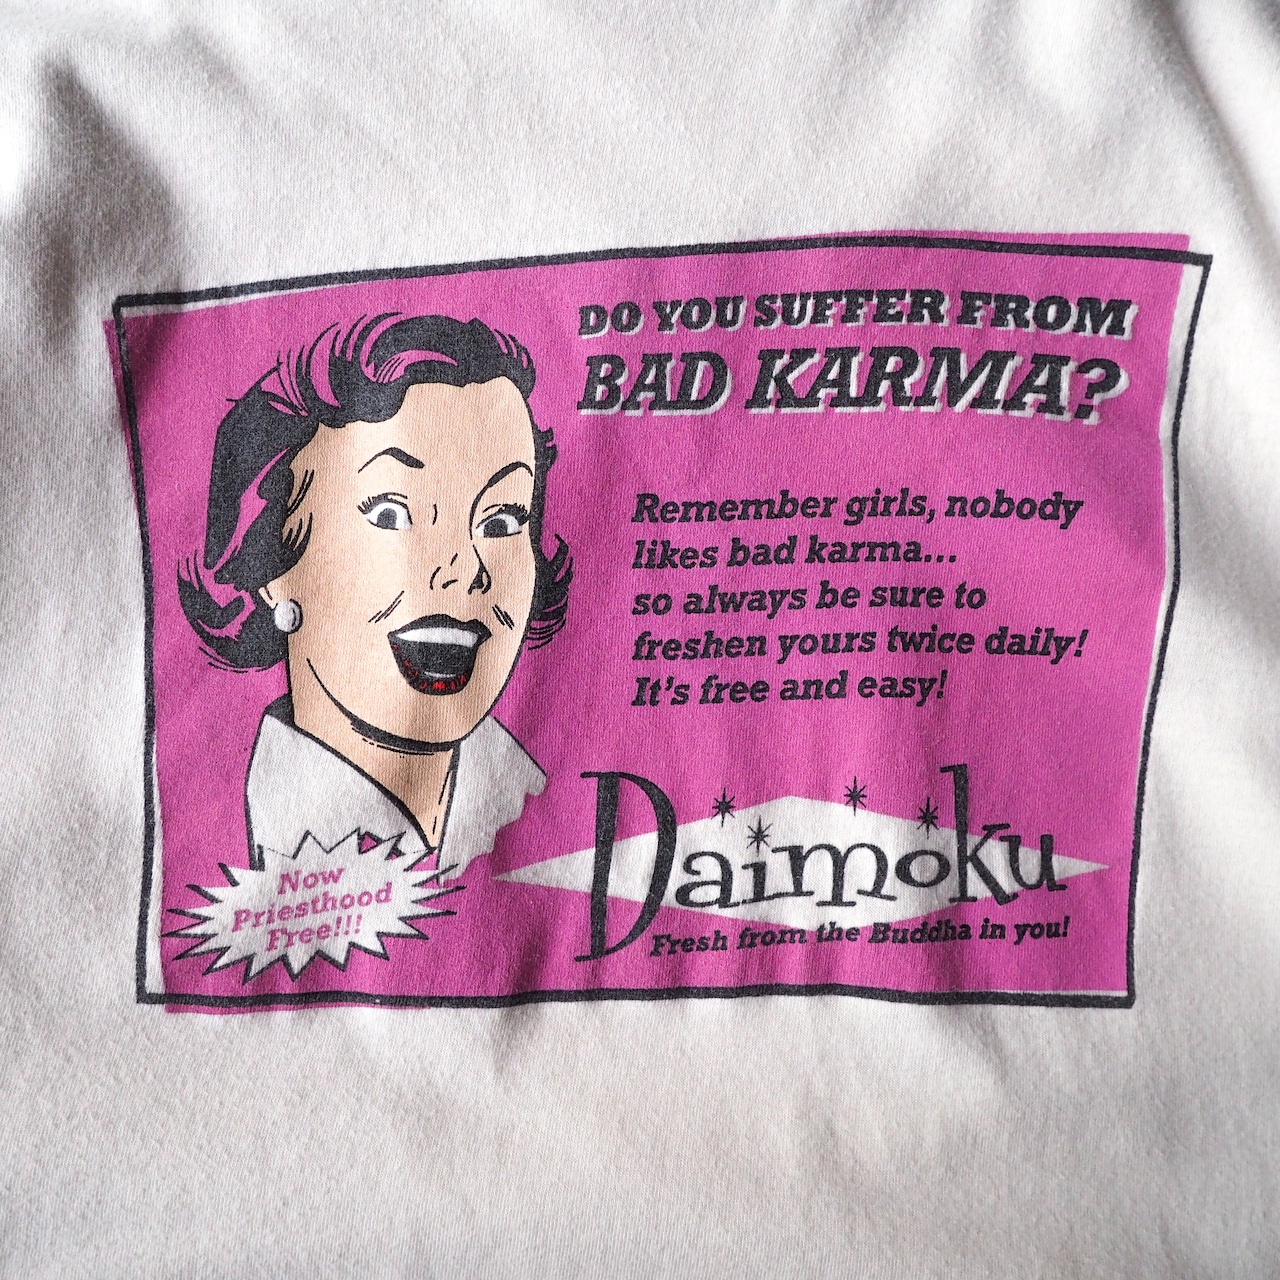 DO YOU SUFFER FROM
BAD KARMA?
Remember girls, nobody
likes bad karma...
so always be sure to
freshen yours twice daily!
It's free and easy!
Daimoku
Fresh from the Buddha in you!
Now
Priesthood
Free!!!